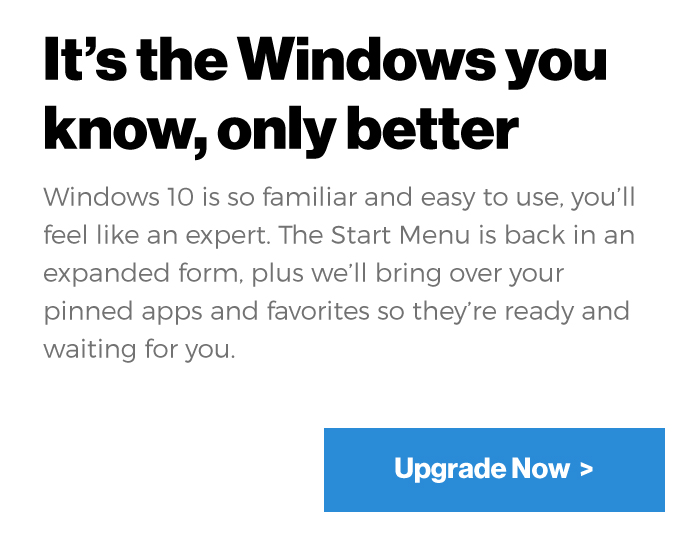 It’s the Windows you
know, only better
Windows 10 is so familiar and easy to use, you’ll
feel like an expert. The Start Menu is back in an
expanded form, plus we’ll bring over your
pinned apps and favorites so they’re ready and
waiting for you.
Upgrade Now >